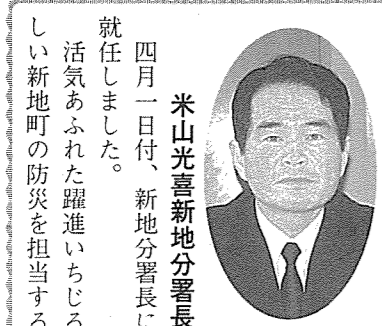 米山光喜新地分署長
四月一日付、新地分署長に
就任しました。
活気あふれた躍進いちじる
しい新地町の防災を担当する